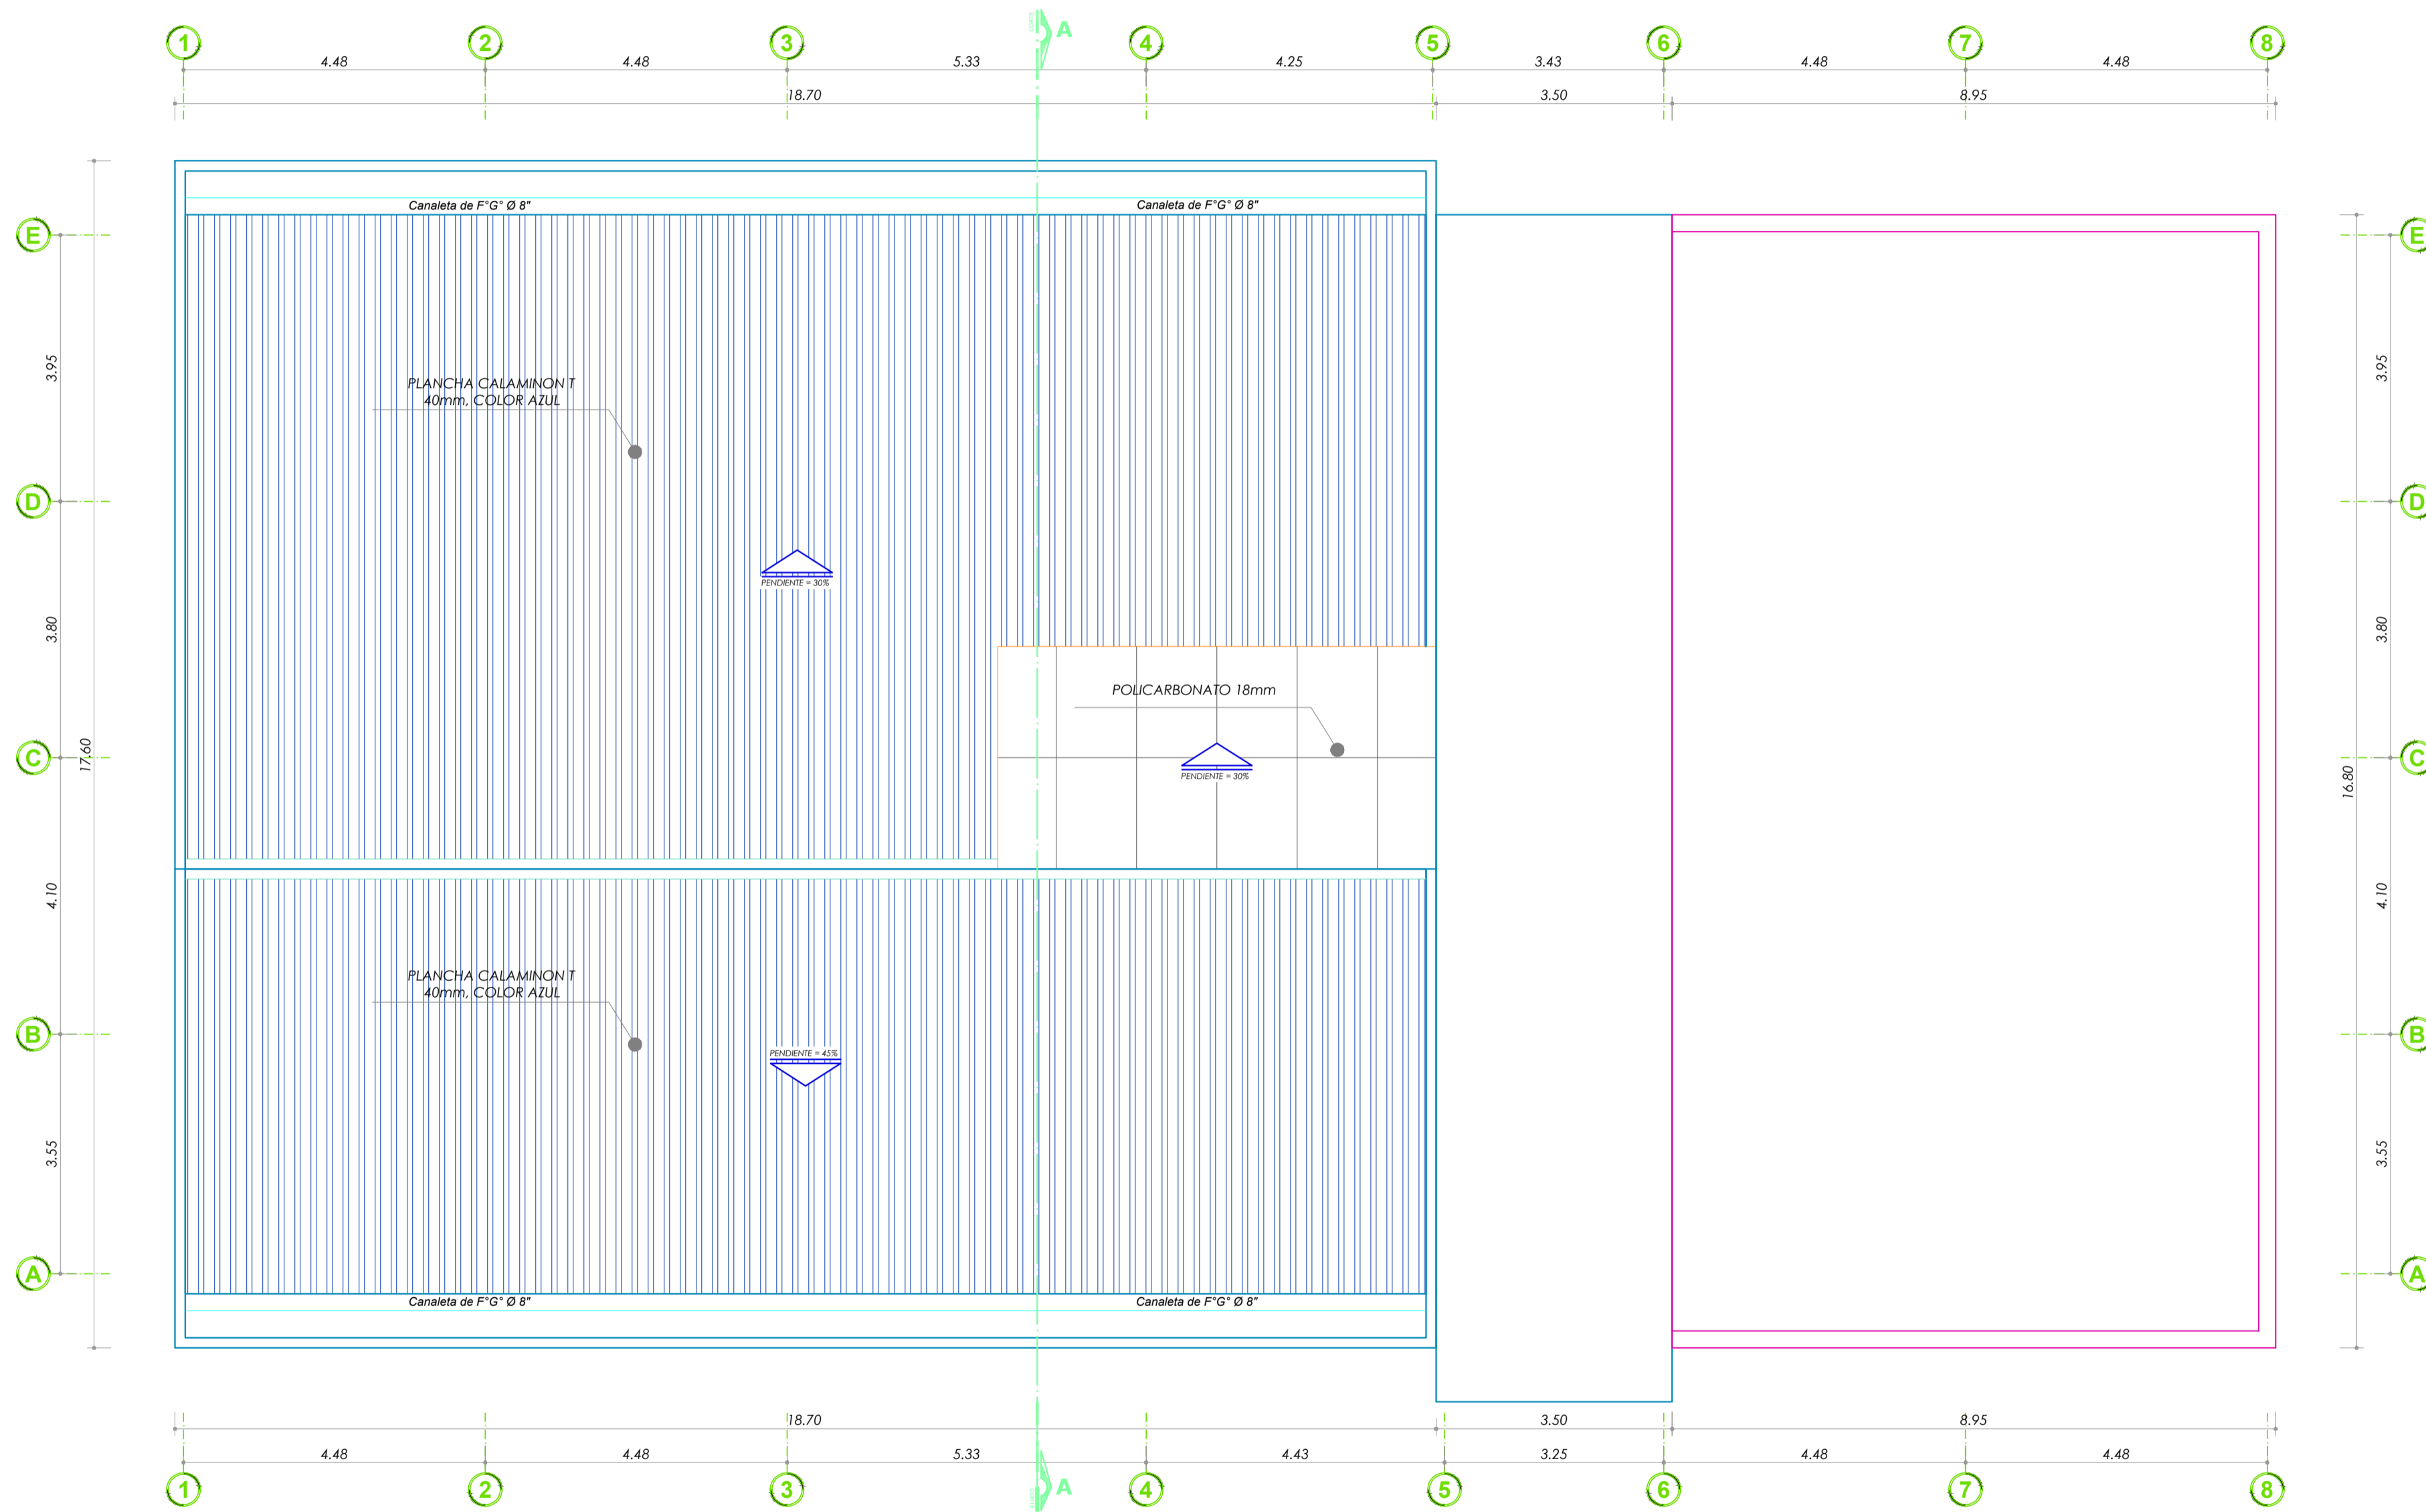 1 2 3 A 4 5 6 7 8
4.48 4.48 5.33 4.25 3.43 4.48 4.48
18.70 3.50 8.95
Canaleta de F°G° Ø 8" Canaleta de F°G° Ø 8"
E E
3.95 3.95
PLANCHA CALAMINON T
40mm, COLOR AZUL
D D
PENDIENTE = 30%
3.80 3.80
POLICARBONATO 18mm
C 17.60 C
PENDIENTE = 30%
16.80
4.10 4.10
PLANCHA CALAMINON T
40mm, COLOR AZUL
B B
PENDIENTE = 45%
3.55 3.55
A A
Canaleta de F°G° Ø 8" Canaleta de F°G° Ø 8"
18.70 3.50 8.95
4.48 4.48 5.33 4.43 3.25 4.48 4.48
1 2 3 A 4 5 6 7 8